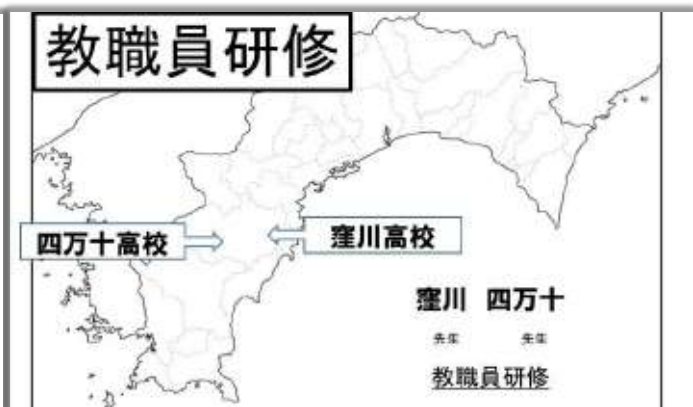 教職員研修
四万十高校
窪川高校
窪川 四万十
先生 先生
教職員研修